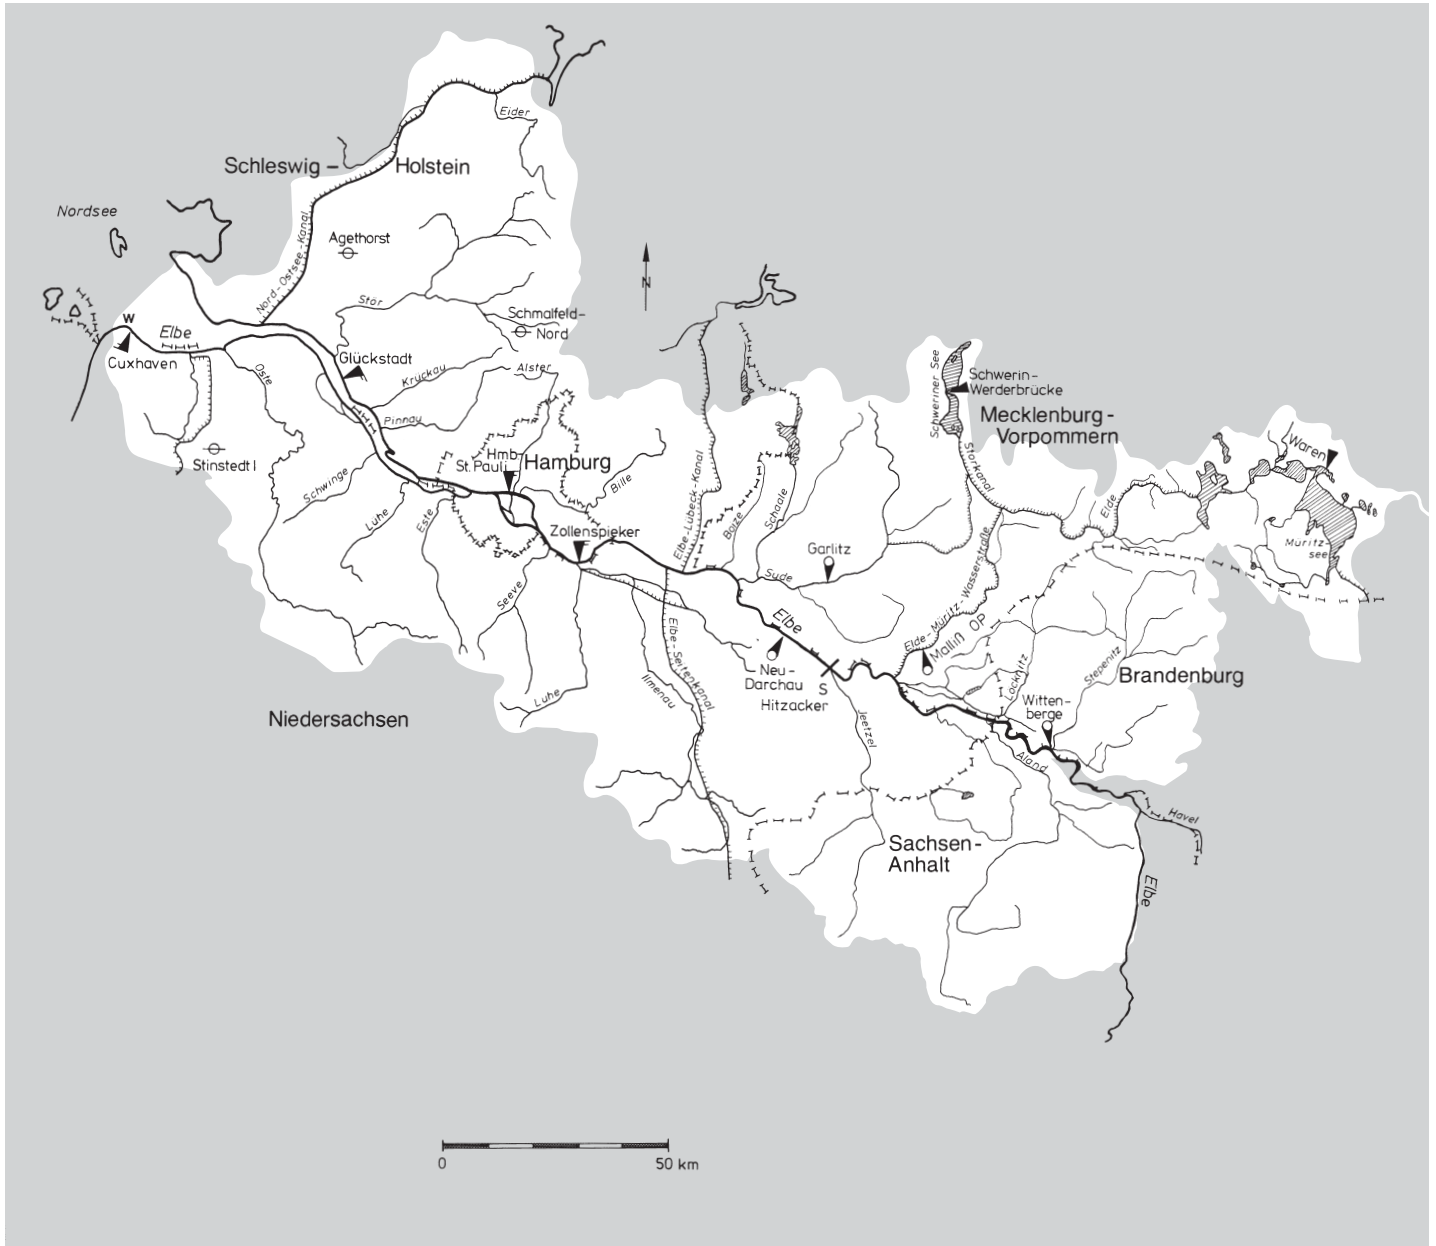 Eider
Schleswig –
Holstein
Nordsee
Nord-Ostsee-Kanal
Agethorst
N
Stör
Schmalfeld-
Nord
W
Elbe
Cuxhaven
Glückstadt
Oste
Krückau
Alster
Pinnau
Schweriner See
Schwerin-
Werderbrücke
Mecklenburg-
Vorpommern
Störkanal
Waren
Stinstedt I
Hmb-
St. Pauli
Hamburg
Schwinge
Bille
Lühe
Este
Elbe-Lübeck-Kanal
Boize
Schaale
Elde
Müritz-
see
Zollenspieker
Garlitz
Sude
Seeve
Elbe
Elde-Müritz-Wasserstraße
Malliß OP
Elbe-Seitenkanal
Neu-
Darchau
S
Hitzacker
Ilmenau
Luhe
Jeetzel
Löcknitz
Stepenitz
Brandenburg
Witten-
berge
Niedersachsen
Aland
Havel
Sachsen-
Anhalt
Elbe
0
50 km